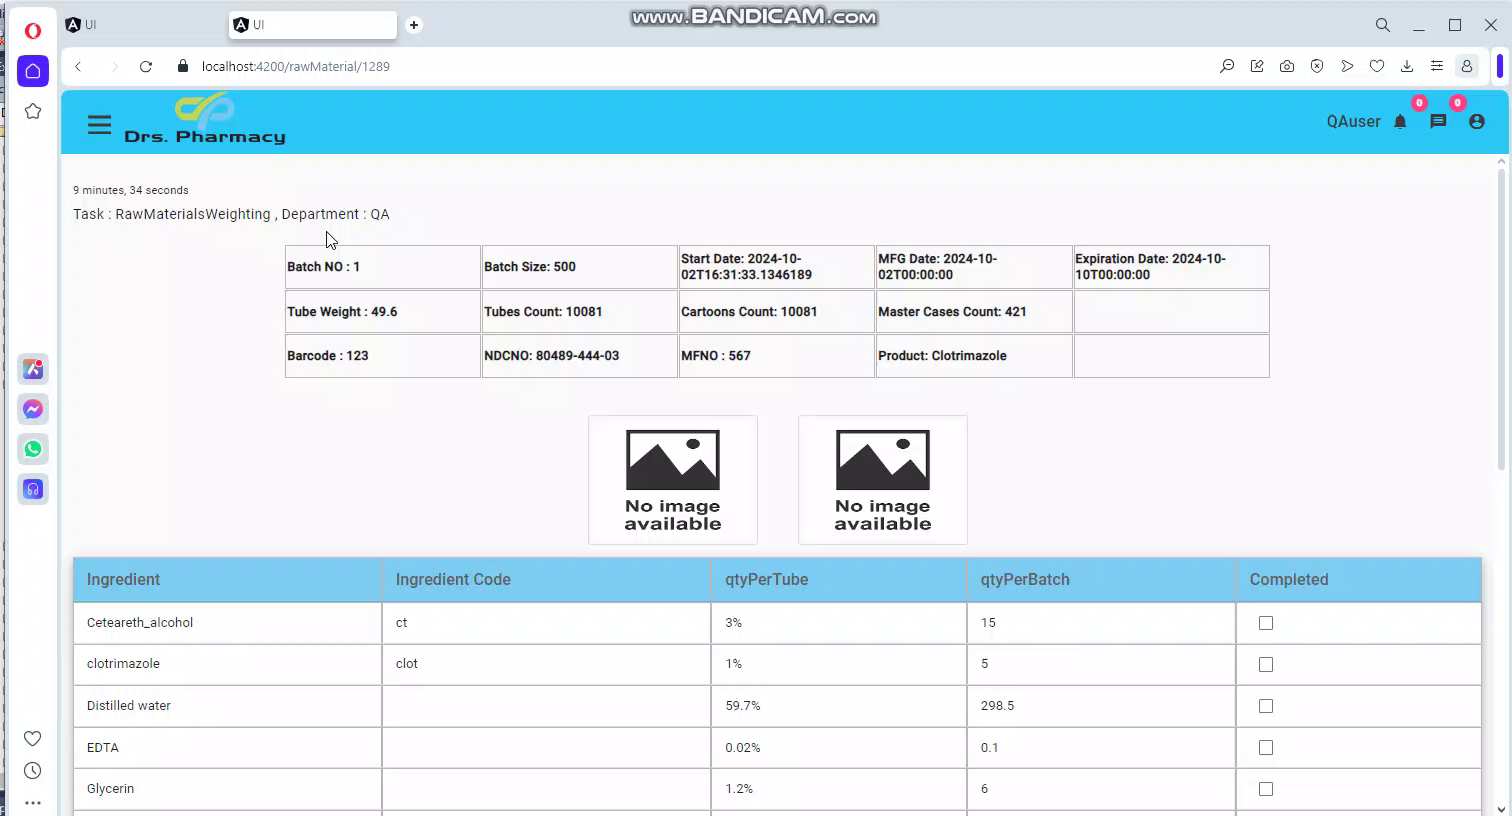 www.BANDICAM.com
UI
UI
localhost:4200/rawMaterial/1289
Drs. Pharmacy
QAuser
0
0
9 minutes, 34 seconds
Task : RawMaterialsWeighting , Department : QA
Batch NO : 1
Batch Size: 500
Start Date: 2024-10-
02T16:31:33.1346189
MFG Date: 2024-10-
02T00:00:00
Expiration Date: 2024-10-
10T00:00:00
Tube Weight : 49.6
Tubes Count: 10081
Cartoons Count: 10081
Master Cases Count: 421
Barcode : 123
NDCNO: 80489-444-03
MFNO : 567
Product: Clotrimazole
No image
available
No image
available
Ingredient
Ingredient Code
qtyPerTube
qtyPerBatch
Completed
Ceteareth_alcohol
ct
3%
15
clotrimazole
clot
1%
5
Distilled water
59.7%
298.5
EDTA
0.02%
0.1
Glycerin
1.2%
6